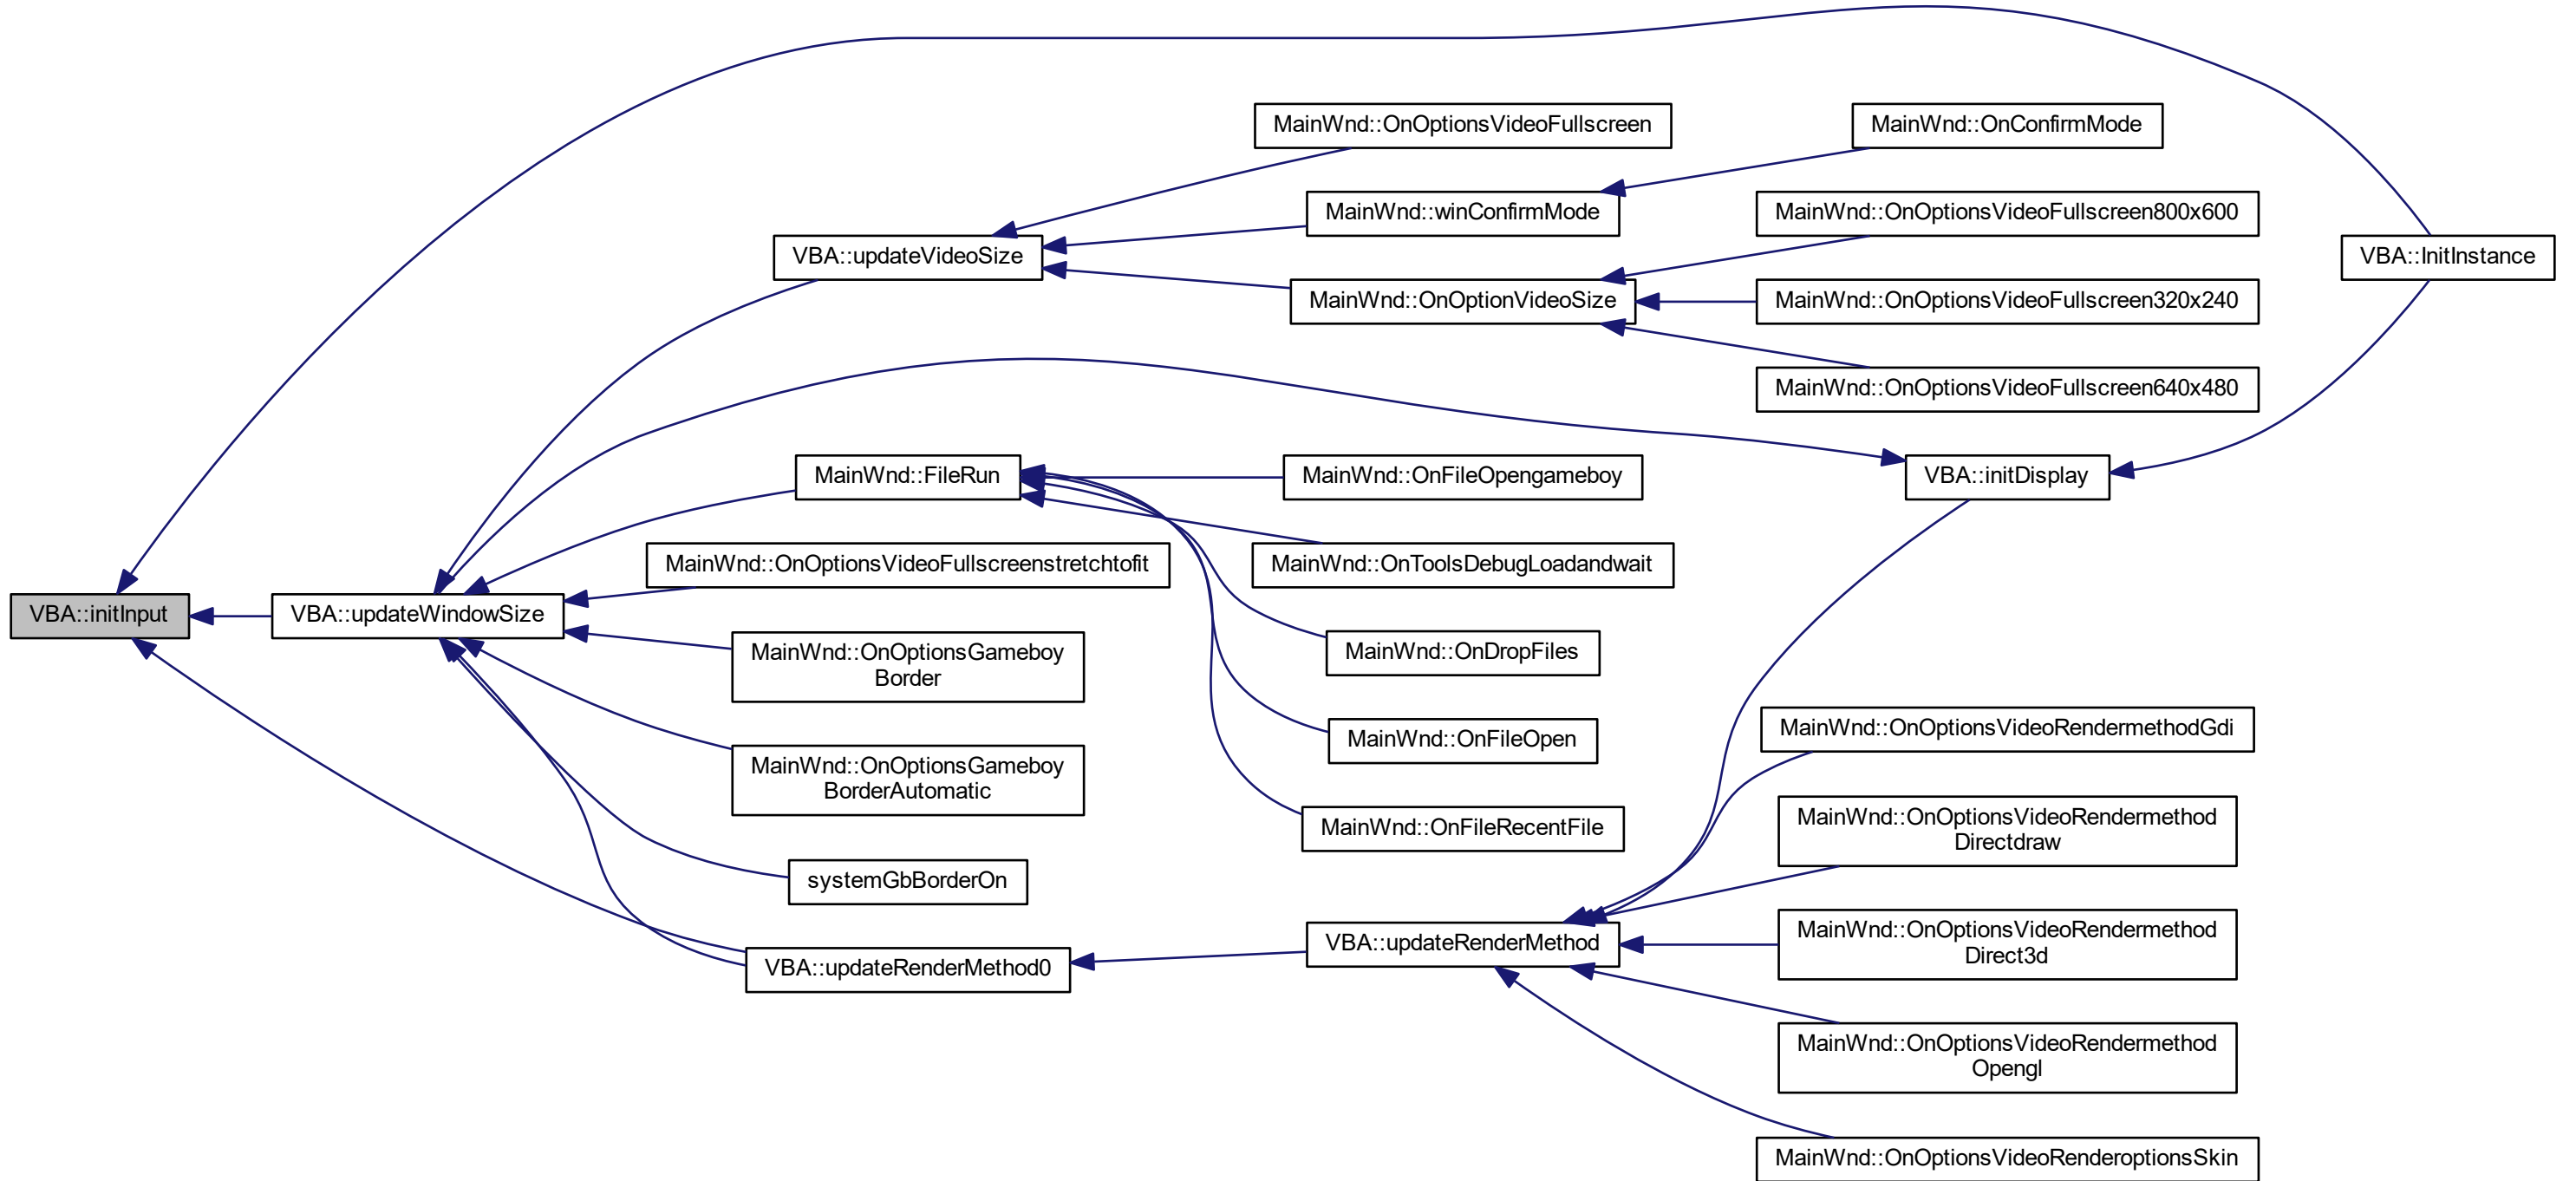 MainWnd::OnOptionsVideoFullscreen
MainWnd::OnConfirmMode
MainWnd::winConfirmMode
MainWnd::OnOptionsVideoFullscreen800x600
VBA::updateVideoSize
VBA::InitInstance
MainWnd::OnOptionVideoSize
MainWnd::OnOptionsVideoFullscreen320x240
MainWnd::OnOptionsVideoFullscreen640x480
MainWnd::FileRun
MainWnd::OnFileOpengameboy
VBA::initDisplay
MainWnd::OnOptionsVideoFullscreenstretchtofit
MainWnd::OnToolsDebugLoadandwait
VBA::initInput
VBA::updateWindowSize
MainWnd::OnOptionsGameboy
Border
MainWnd::OnDropFiles
MainWnd::OnFileOpen
MainWnd::OnOptionsVideoRendermethodGdi
MainWnd::OnOptionsGameboy
BorderAutomatic
MainWnd::OnFileRecentFile
MainWnd::OnOptionsVideoRendermethod
Directdraw
systemGbBorderOn
VBA::updateRenderMethod0
VBA::updateRenderMethod
MainWnd::OnOptionsVideoRendermethod
Direct3d
MainWnd::OnOptionsVideoRendermethod
Opengl
MainWnd::OnOptionsVideoRenderoptionsSkin